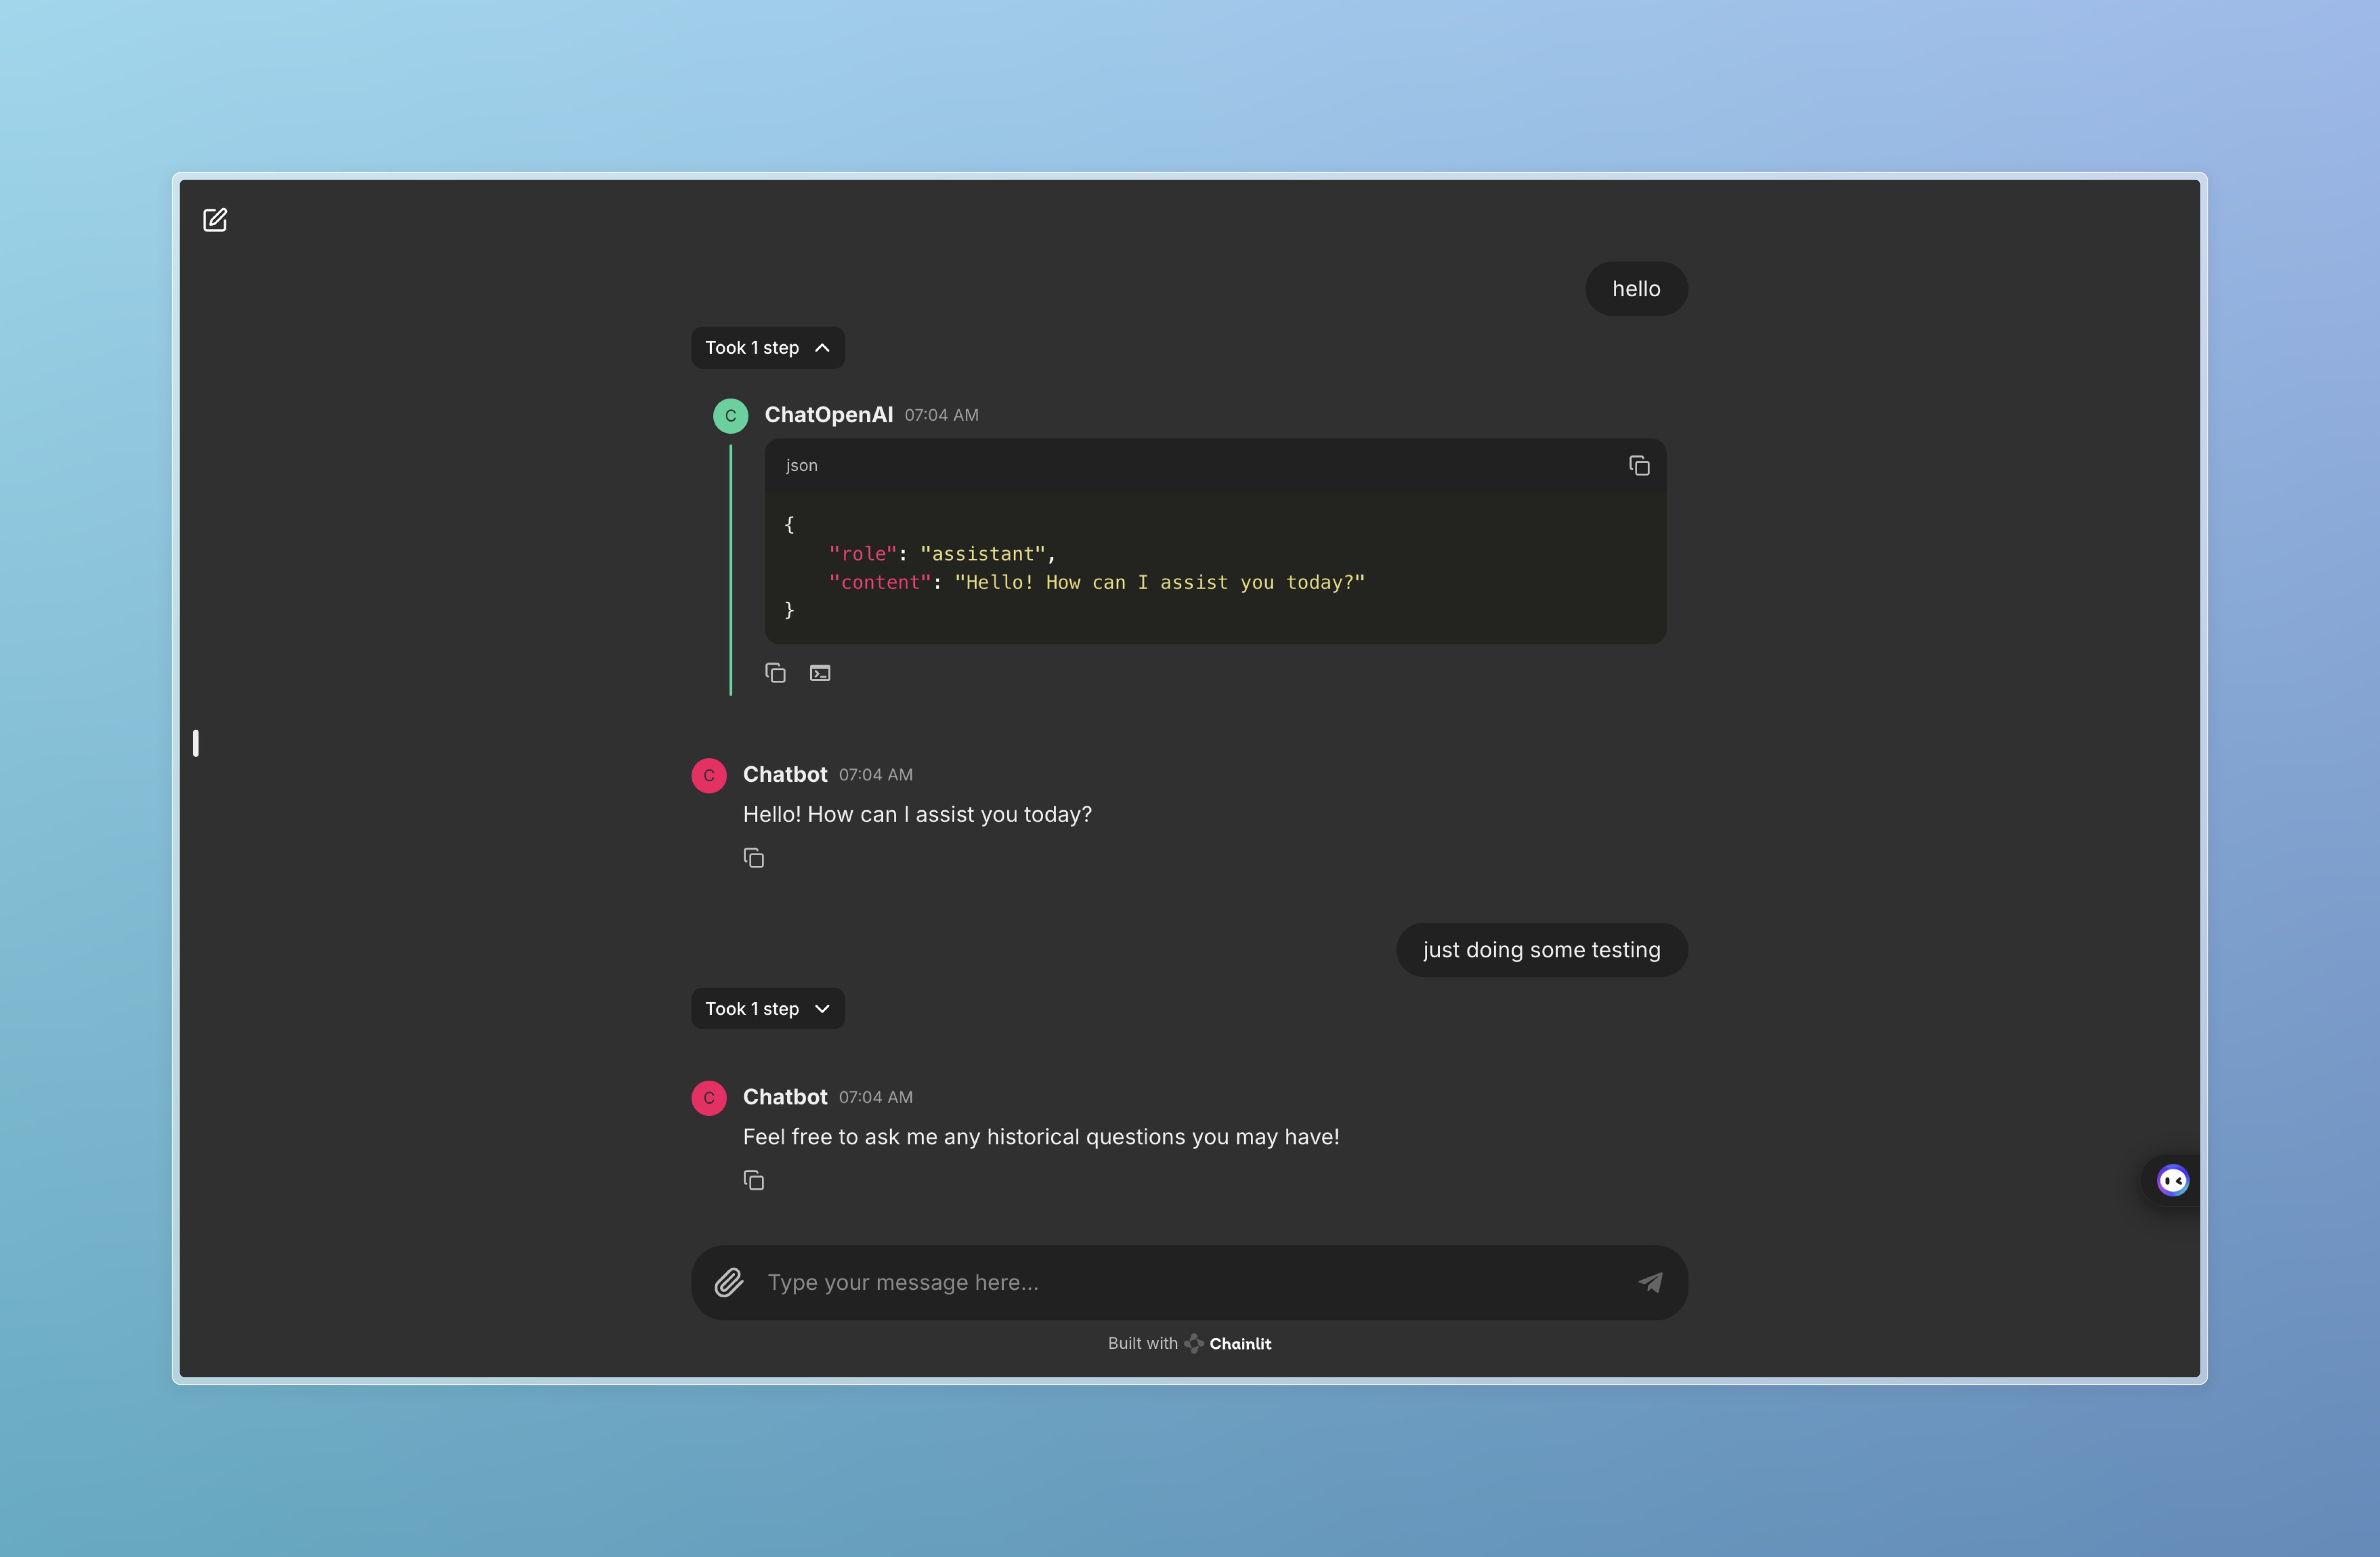 hello
Took 1 step
C
ChatOpenAI 07:04 AM
json
{
    "role": "assistant",
    "content": "Hello! How can I assist you today?"
}
C
Chatbot 07:04 AM
Hello! How can I assist you today?
just doing some testing
Took 1 step
C
Chatbot 07:04 AM
Feel free to ask me any historical questions you may have!
Type your message here...
Built with Chainlit